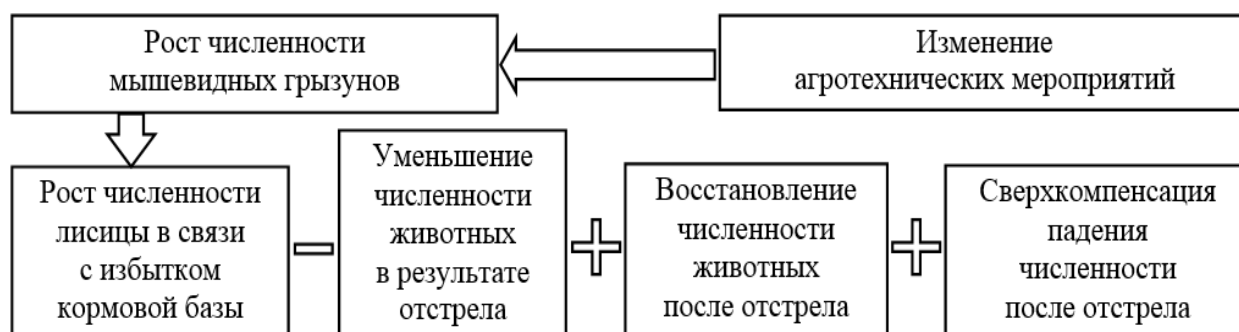 Рост численности
мышевидных грызунов
Изменение
агротехнических мероприятий
Рост численности
лисицы в связи
с избытком
кормовой базы
–
Уменьшение
численности
животных
в результате
отстрела
+
Восстановление
численности
животных
после отстрела
+
Сверхкомпенсация
падения
численности
после отстрела